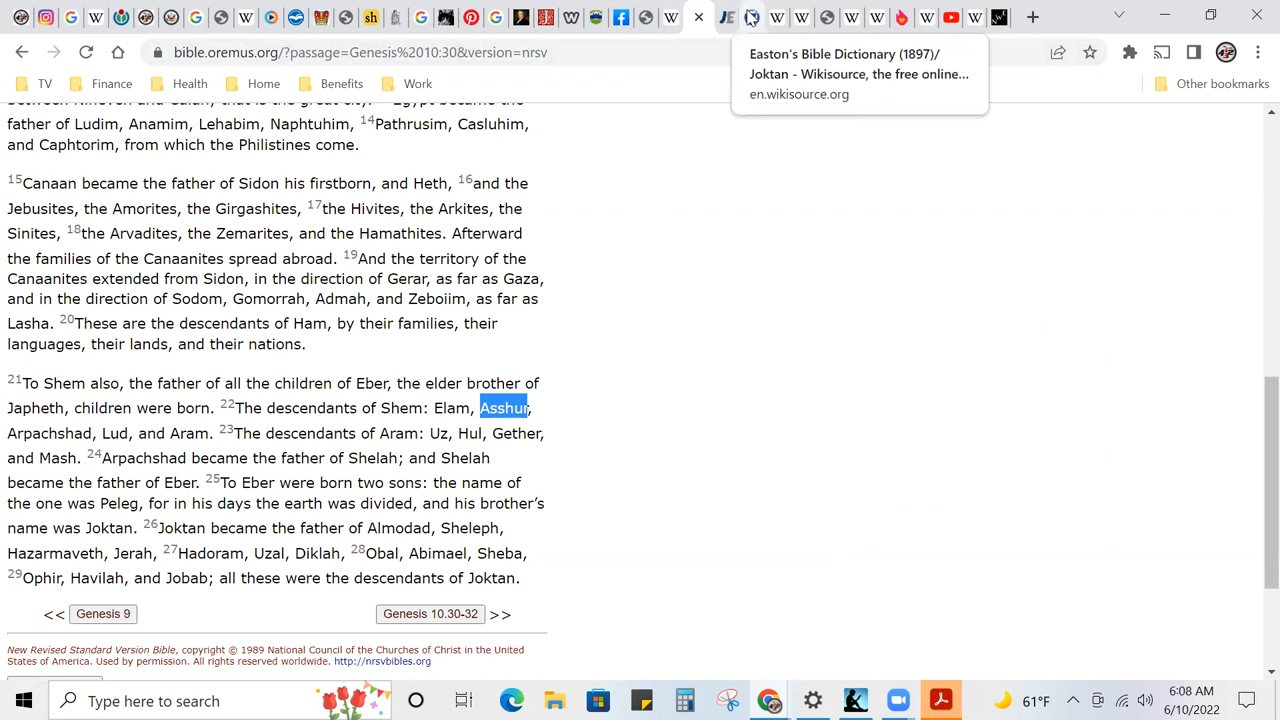 bible.oremus.org/?passage=Genesis%2010:30&version=nrsv
TV
Finance
Health
Home
Benefits
Work
Other bookmarks
Easton's Bible Dictionary (1897)/
Joktan - Wikisource, the free online...
en.wikisource.org
father of Ludim, Anamim, Lehabim, Naphtuhim, 14Pathrusim, Casluhim,
and Caphtorim, from which the Philistines come.
15Canaan became the father of Sidon his firstborn, and Heth, 16and the
Jebusites, the Amorites, the Girgashites, 17the Hivites, the Arkites, the
Sinites, 18the Arvadites, the Zemarites, and the Hamathites. Afterward
the families of the Canaanites spread abroad. 19And the territory of the
Canaanites extended from Sidon, in the direction of Gerar, as far as Gaza,
and in the direction of Sodom, Gomorrah, Admah, and Zeboiim, as far as
Lasha. 20These are the descendants of Ham, by their families, their
languages, their lands, and their nations.
21To Shem also, the father of all the children of Eber, the elder brother of
Japheth, children were born. 22The descendants of Shem: Elam, Asshur,
Arpachshad, Lud, and Aram. 23The descendants of Aram: Uz, Hul, Gether,
and Mash. 24Arpachshad became the father of Shelah; and Shelah
became the father of Eber. 25To Eber were born two sons: the name of
the one was Peleg, for in his days the earth was divided, and his brother’s
name was Joktan. 26Joktan became the father of Almodad, Sheleph,
Hazarmaveth, Jerah, 27Hadoram, Uzal, Diklah, 28Obal, Abimael, Sheba,
29Ophir, Havilah, and Jobab; all these were the descendants of Joktan.
<< Genesis 9
Genesis 10.30-32 >>
New Revised Standard Version Bible, copyright © 1989 National Council of the Churches of Christ in the
United States of America. Used by permission. All rights reserved worldwide. http://nrsvbibles.org
Type here to search
61°F
6:08 AM
6/10/2022